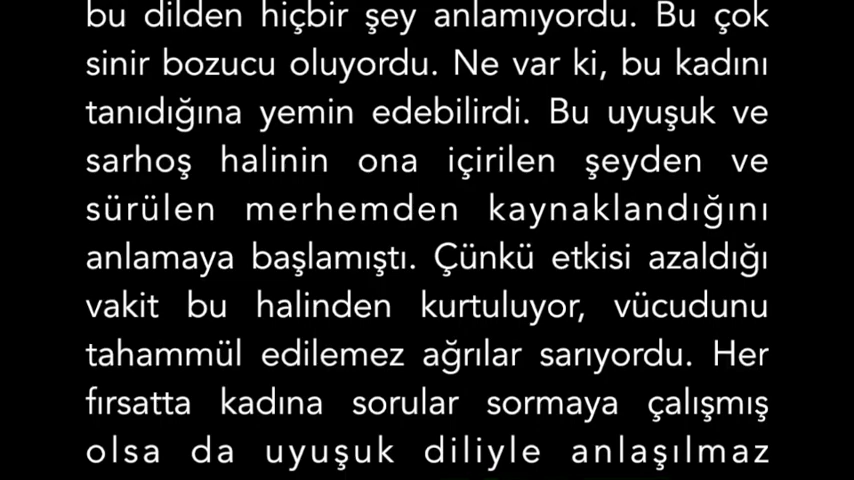 bu dilden hiçbir şey anlamıyordu. Bu çok
sinir bozucu oluyordu. Ne var ki, bu kadını
tanıdığına yemin edebilirdi. Bu uyuşuk ve
sarhoş halinin ona içirilen şeyden ve
sürülen merhemden kaynaklandığını
anlamaya başlamıştı. Çünkü etkisi azaldığı
vakit bu halinden kurtuluyor, vücudunu
tahammül edilemez ağrılar sarıyordu. Her
fırsatta kadına sorular sormaya çalışmış
olsa da uyuşuk diliyle anlaşılmaz